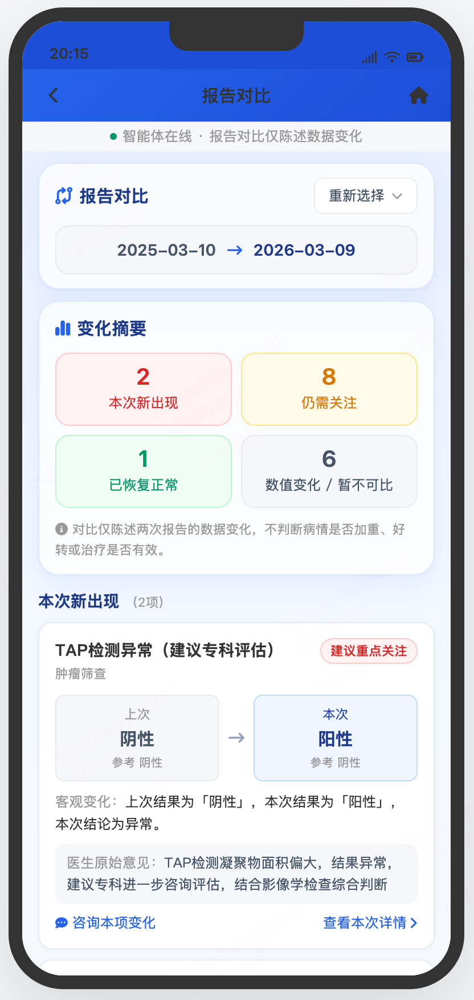 20:15
报告对比
智能体在线 · 报告对比仅陈述数据变化
报告对比
重新选择
2025-03-10 → 2026-03-09
变化摘要
2
本次新出现
8
仍需关注
1
已恢复正常
6
数值变化 / 暂不可比
对比仅陈述两次报告的数据变化，不判断病情是否加重、好
转或治疗是否有效。
本次新出现 （2项）
TAP检测异常（建议专科评估）
建议重点关注
肿瘤筛查
上次
阴性
参考 阴性
→
本次
阳性
参考 阴性
客观变化：上次结果为「阴性」，本次结果为「阳性」，
本次结论为异常。
医生原始意见：TAP检测凝聚物面积偏大，结果异常，
建议专科进一步咨询评估，结合影像学检查综合判断
咨询本项变化
查看本次详情